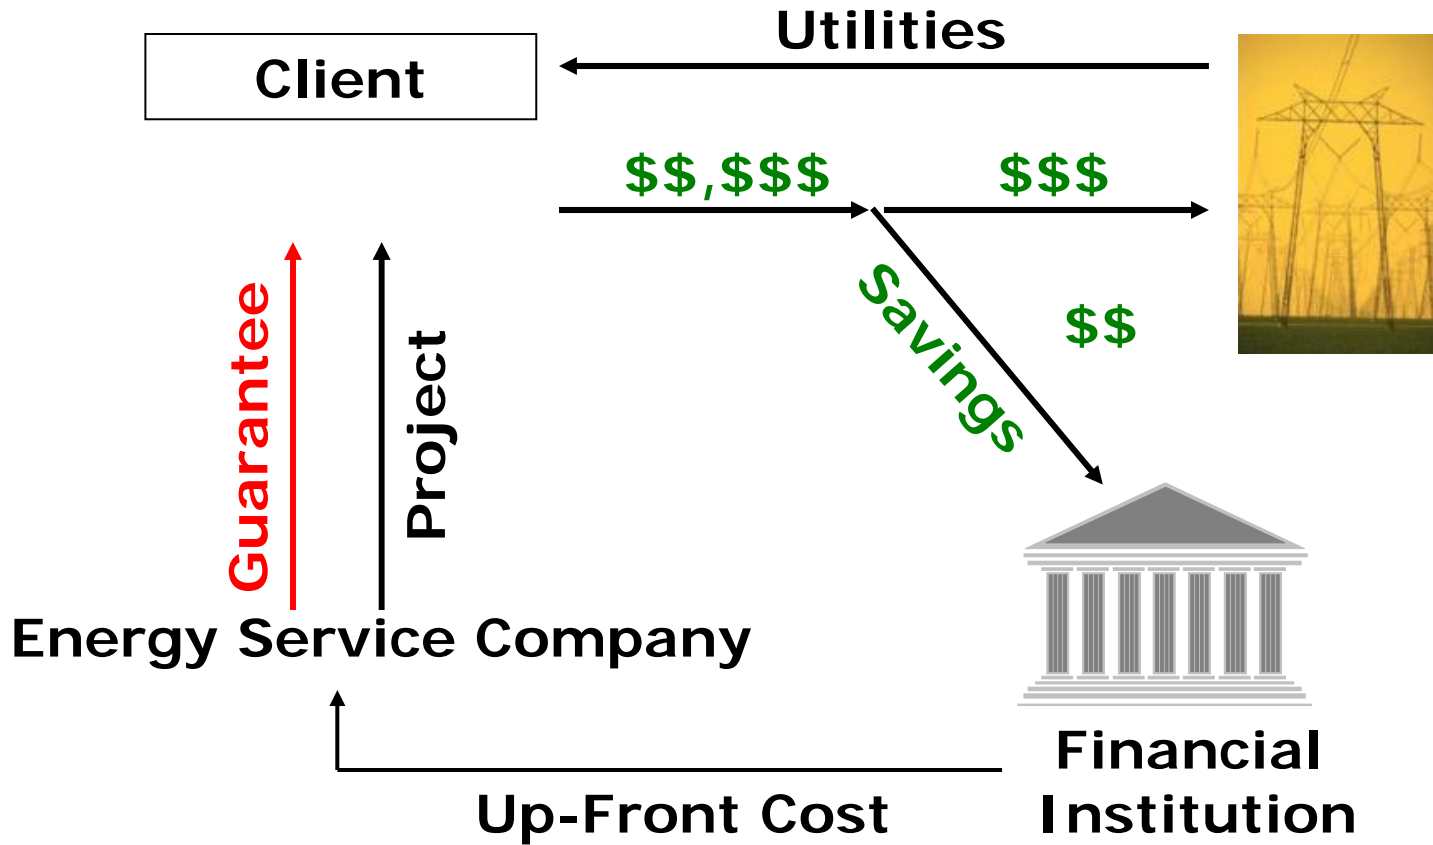 Utilities
Client
$$,$$$
$$$
Savings
$$
Guarantee
Project
Energy Service Company
Financial
Institution
Up-Front Cost